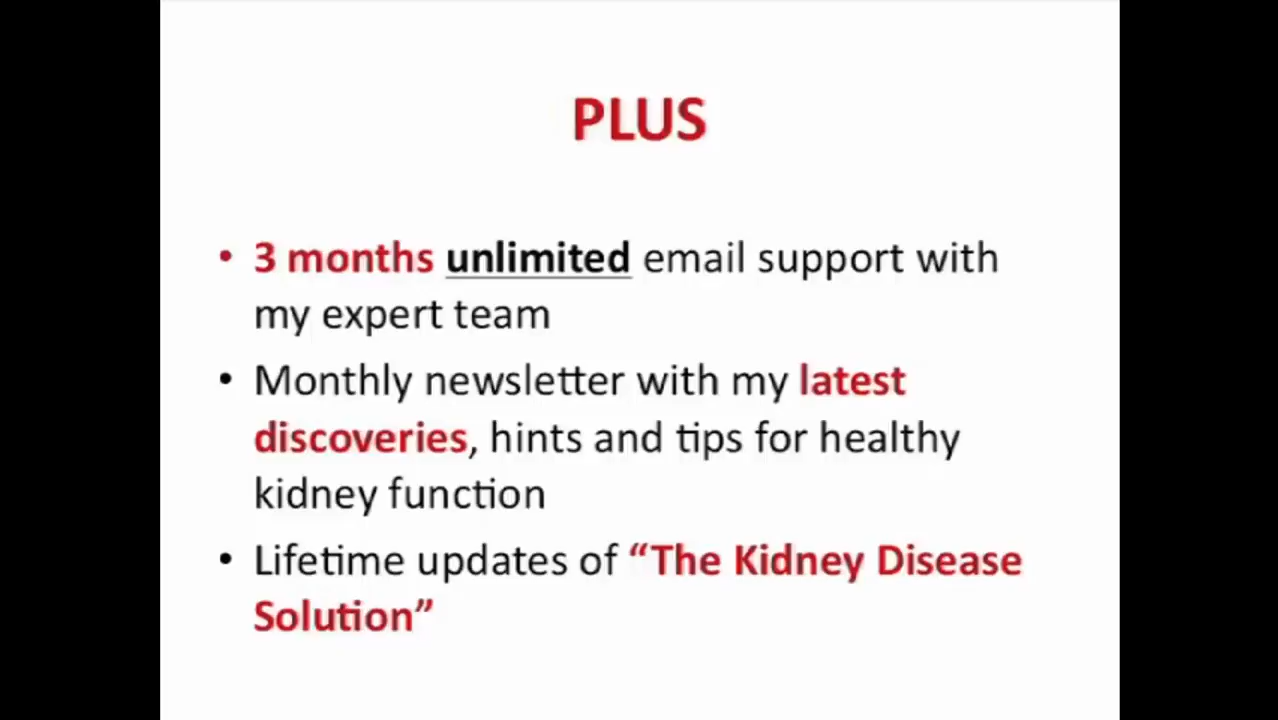 PLUS
• 3 months unlimited email support with
my expert team
• Monthly newsletter with my latest
discoveries, hints and tips for healthy
kidney function
• Lifetime updates of “The Kidney Disease
Solution”